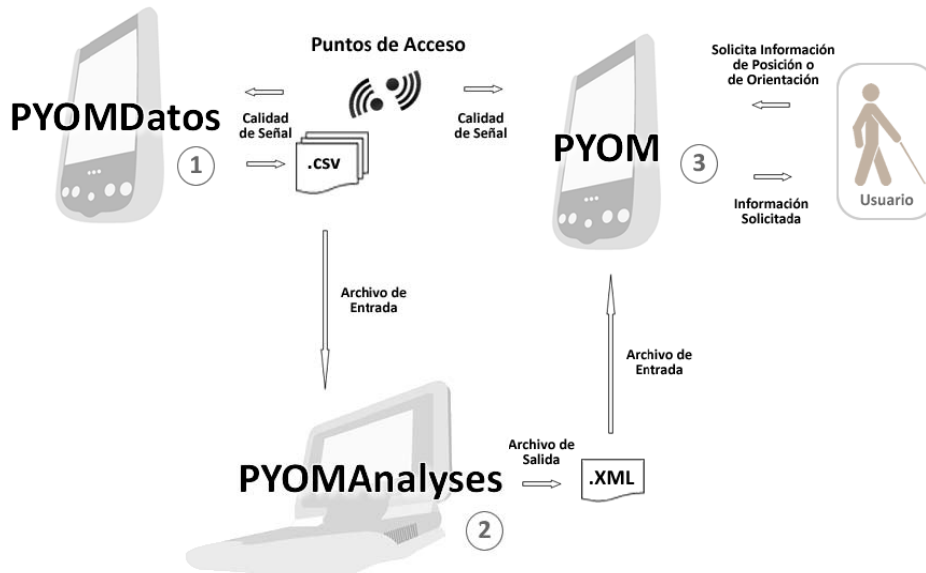 Puntos de Acceso
Solicita Información
de Posición o
de Orientación
PYOMDatos
Calidad
de Señal
Calidad
de Señal
1
.csv
PYOM
3
Usuario
Información
Solicitada
Archivo de
Entrada
Archivo de
Entrada
PYOMAnalyses
2
Archivo de
Salida
.XML